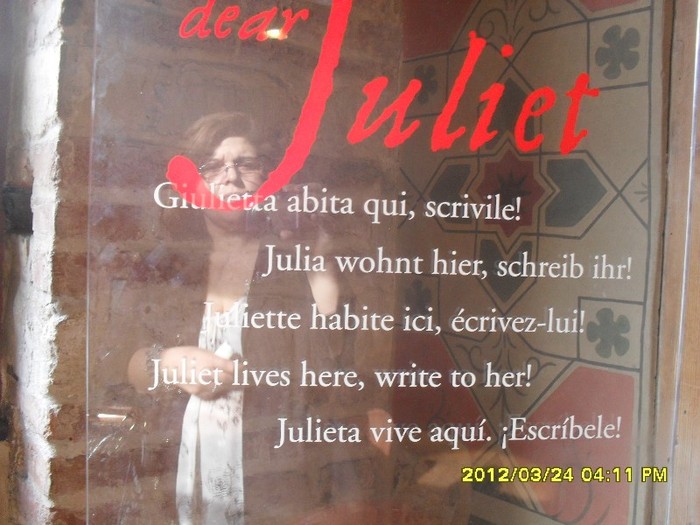 dear
Juliet
Giulietta abita qui, scrivile!
Julia wohnt hier, schreib ihr!
Juliette habite ici, écrivez-lui!
Juliet lives here, write to her!
Julieta vive aquí. ¡Escríbele!
2012/03/24 04:11 PM